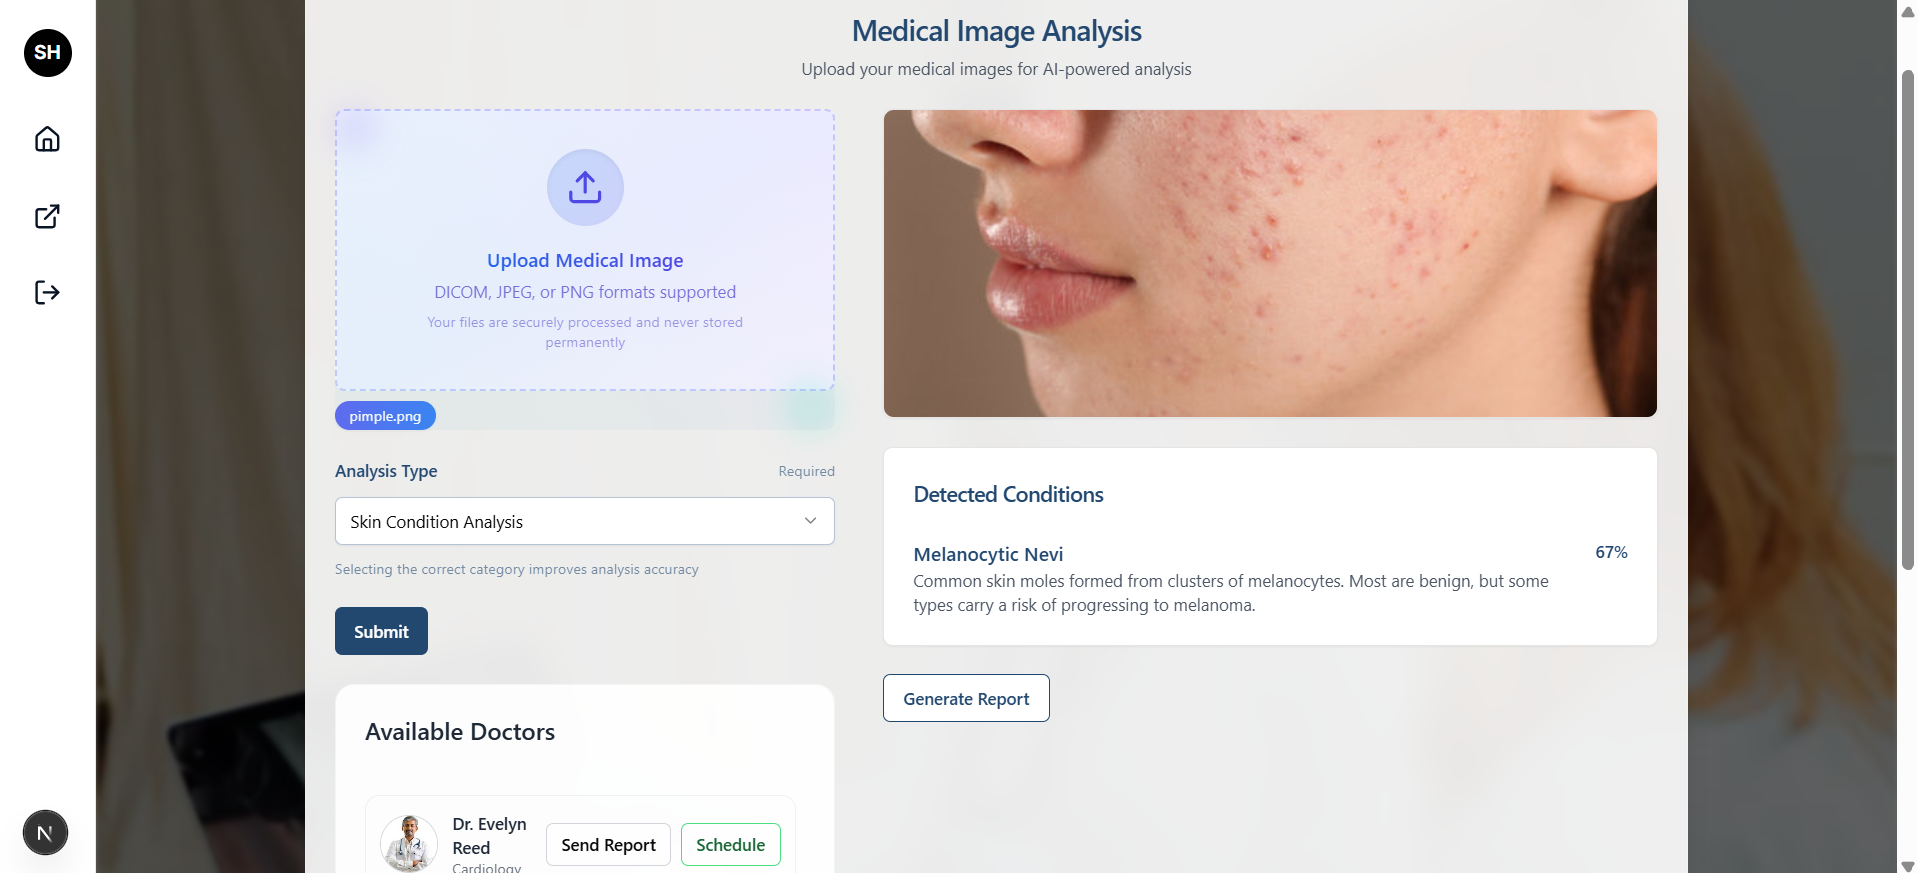 SH
Medical Image Analysis
Upload your medical images for AI-powered analysis
Upload Medical Image
DICOM, JPEG, or PNG formats supported
Your files are securely processed and never stored
permanently
pimple.png
Analysis Type
Required
Skin Condition Analysis
Selecting the correct category improves analysis accuracy
Submit
Available Doctors
Dr. Evelyn
Reed
Cardiology
Send Report
Schedule
Detected Conditions
Melanocytic Nevi
67%
Common skin moles formed from clusters of melanocytes. Most are benign, but some
types carry a risk of progressing to melanoma.
Generate Report
N